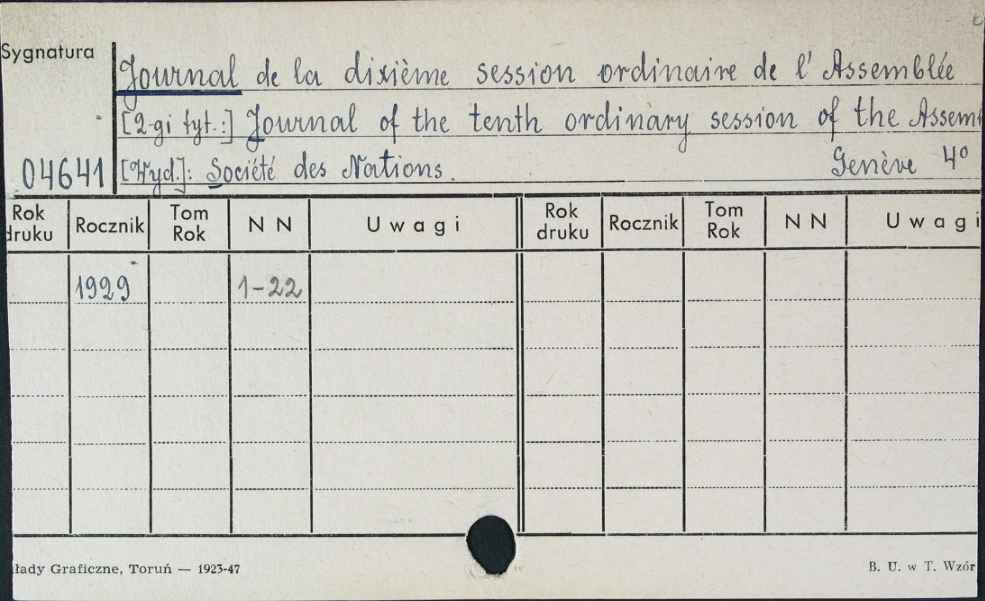 Sygnatura
Journal de la dixième session ordinaire de l'Assemblée
[2-gi tyt.:] Journal of the tenth ordinary session of the Assem
04641
[Wyd.]: Société des Nations. Genève 4°
Rok druku Rocznik Tom Rok N N Uwagi Rok druku Rocznik Tom Rok N N Uwagi
1929 1-22
łady Graficzne, Toruń — 1923-47 B. U. w T. Wzór